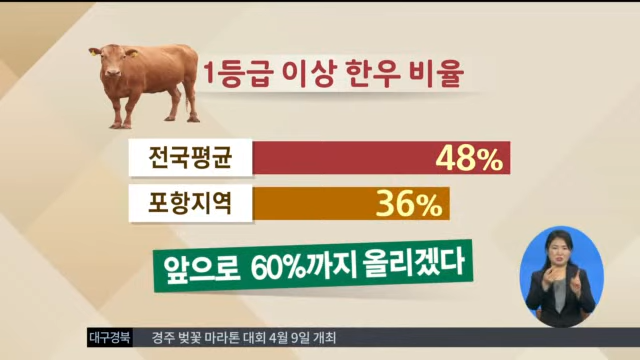 1등급 이상 한우 비율
전국평균 48%
포항지역 36%
앞으로 60%까지 올리겠다
대구경북 경주 벚꽃 마라톤 대회 4월 9일 개최